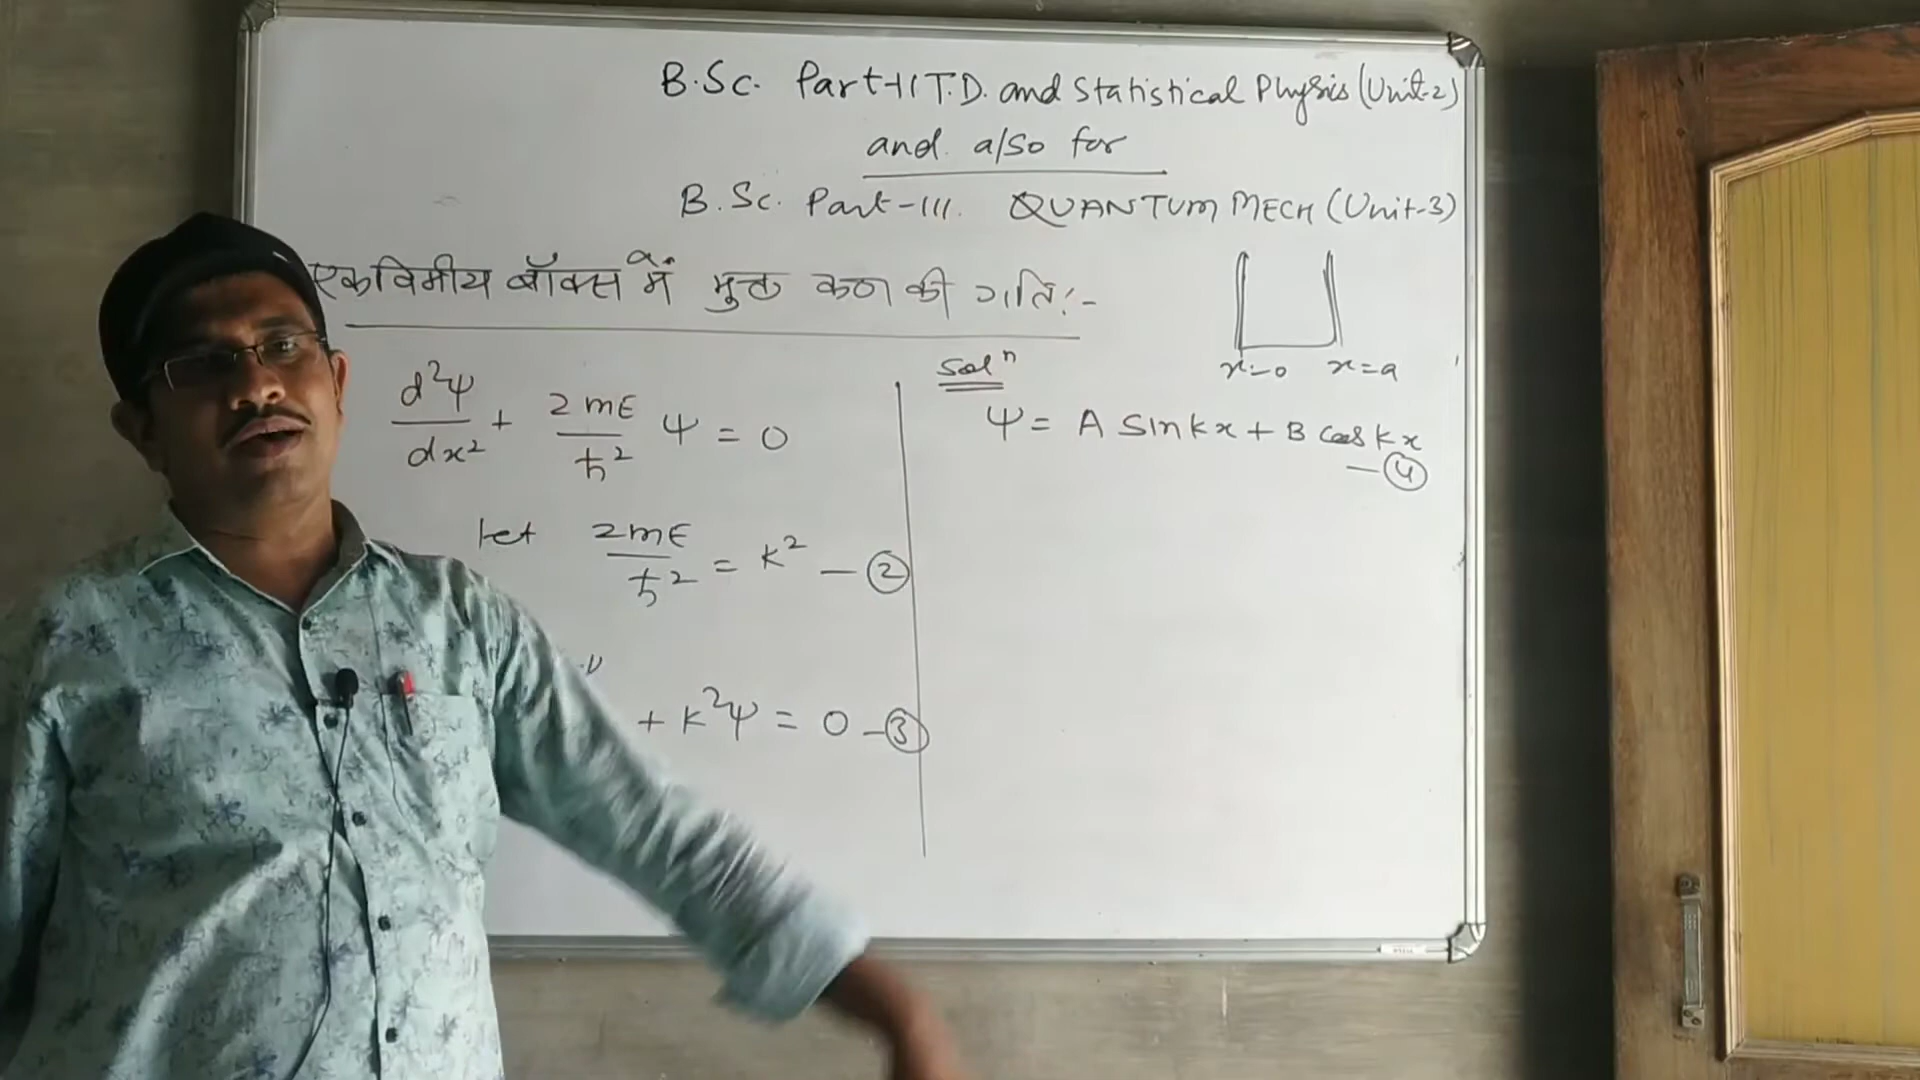 B.Sc. Part-II T.D. and Statistical Physics (Unit-2)
and also for
B.Sc. Part-III. QUANTUM MECH (Unit-3)
एकविमीय बॉक्स में मुक्त कण की गति:-
x=0 x=a
d²ψ/dx² + 2mE/ħ² ψ = 0
let 2mE/ħ² = k² — ②
+ k²ψ = 0 — ③
Solⁿ
ψ = A Sin kx + B cos kx
— ④